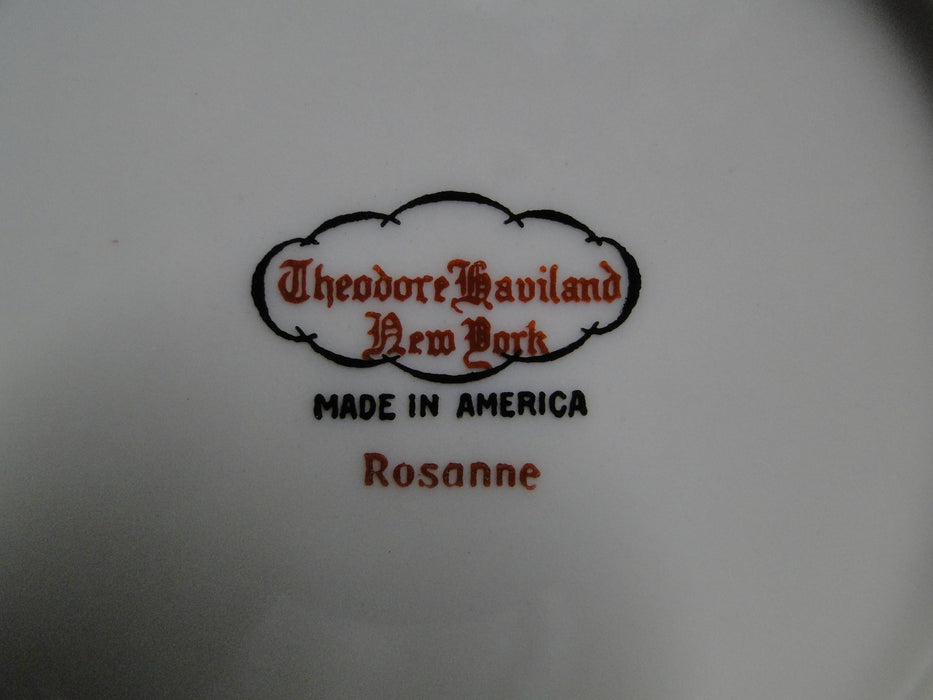 Theodore Haviland
New York
MADE IN AMERICA
Rosanne